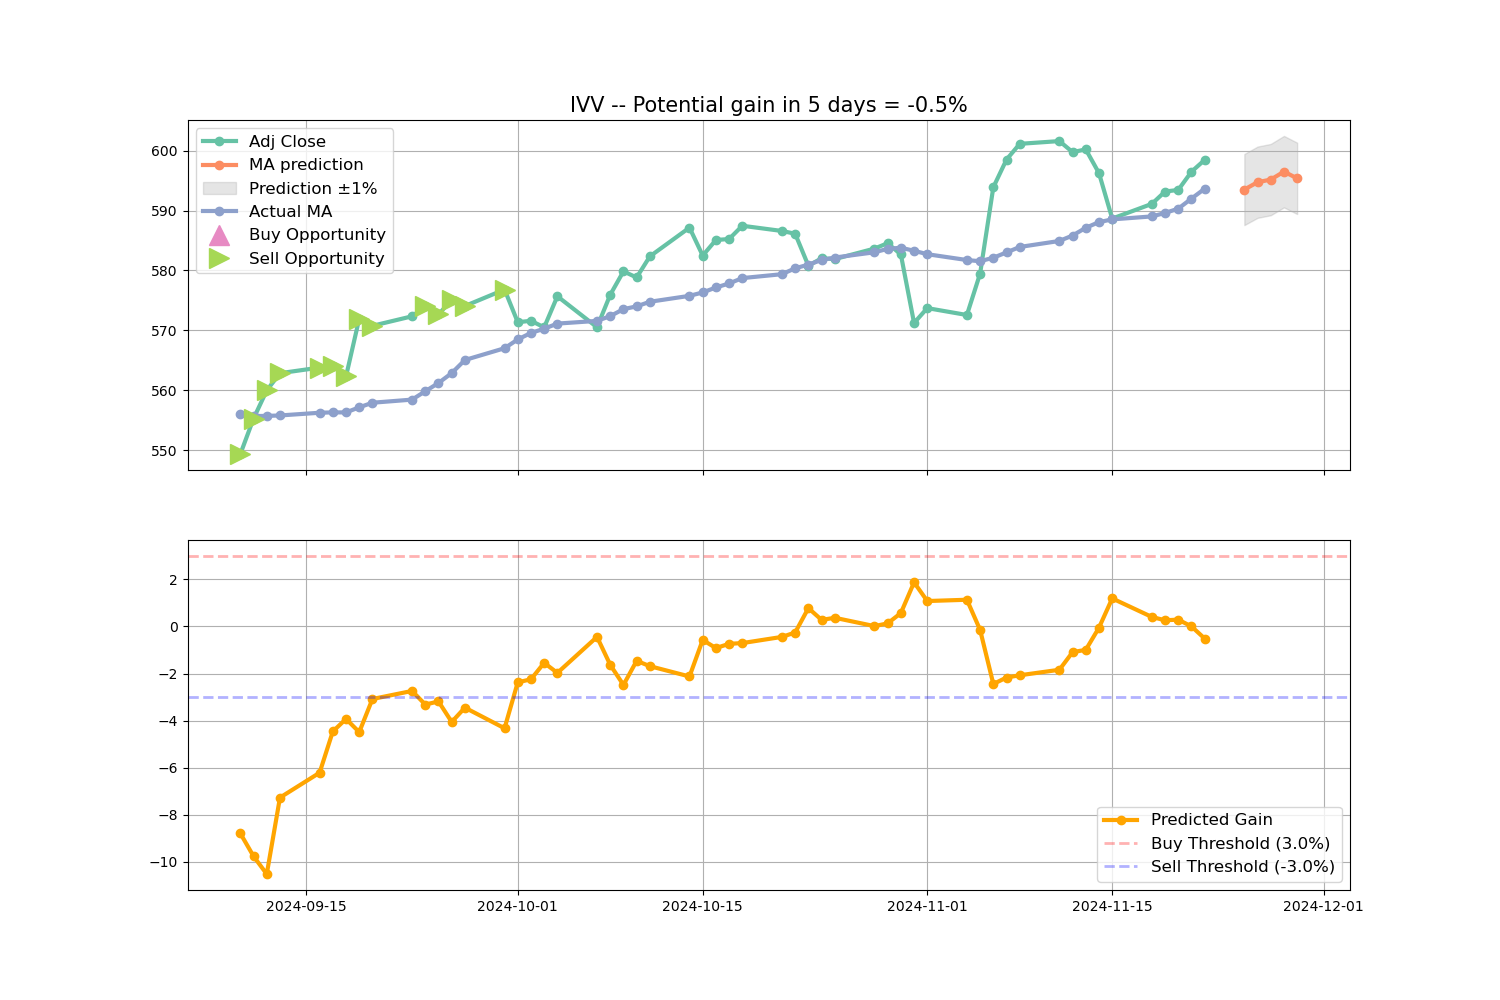 IVV -- Potential gain in 5 days = -0.5%
Adj Close
MA prediction
Prediction ±1%
Actual MA
Buy Opportunity
Sell Opportunity
600
590
580
570
560
550
2
0
−2
−4
−6
−8
−10
Predicted Gain
Buy Threshold (3.0%)
Sell Threshold (-3.0%)
2024-09-15
2024-10-01
2024-10-15
2024-11-01
2024-11-15
2024-12-01